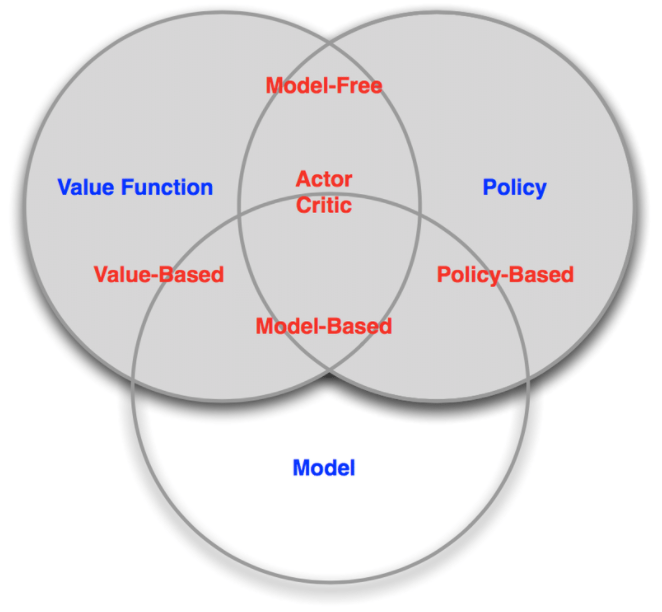 Model-Free
Actor
Critic
Value Function
Policy
Value-Based
Policy-Based
Model-Based
Model